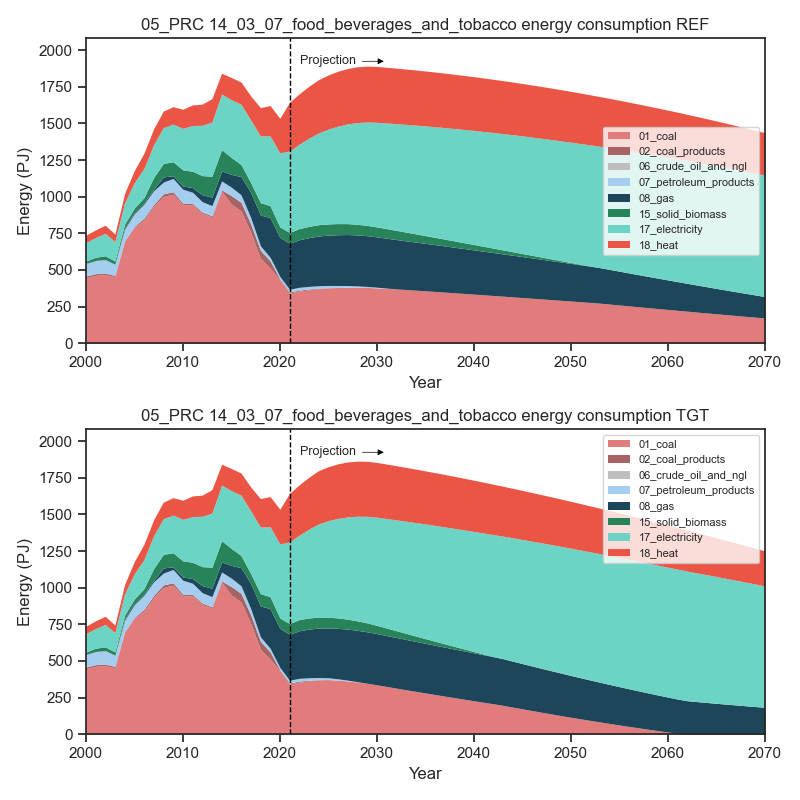 05_PRC 14_03_07_food_beverages_and_tobacco energy consumption REF
2000
1750
1500
1250
1000
750
500
250
0
Energy (PJ)
Projection
01_coal
02_coal_products
06_crude_oil_and_ngl
07_petroleum_products
08_gas
15_solid_biomass
17_electricity
18_heat
2000 2010 2020 2030 2040 2050 2060 2070
Year
05_PRC 14_03_07_food_beverages_and_tobacco energy consumption TGT
2000
1750
1500
1250
1000
750
500
250
0
Energy (PJ)
Projection
01_coal
02_coal_products
06_crude_oil_and_ngl
07_petroleum_products
08_gas
15_solid_biomass
17_electricity
18_heat
2000 2010 2020 2030 2040 2050 2060 2070
Year